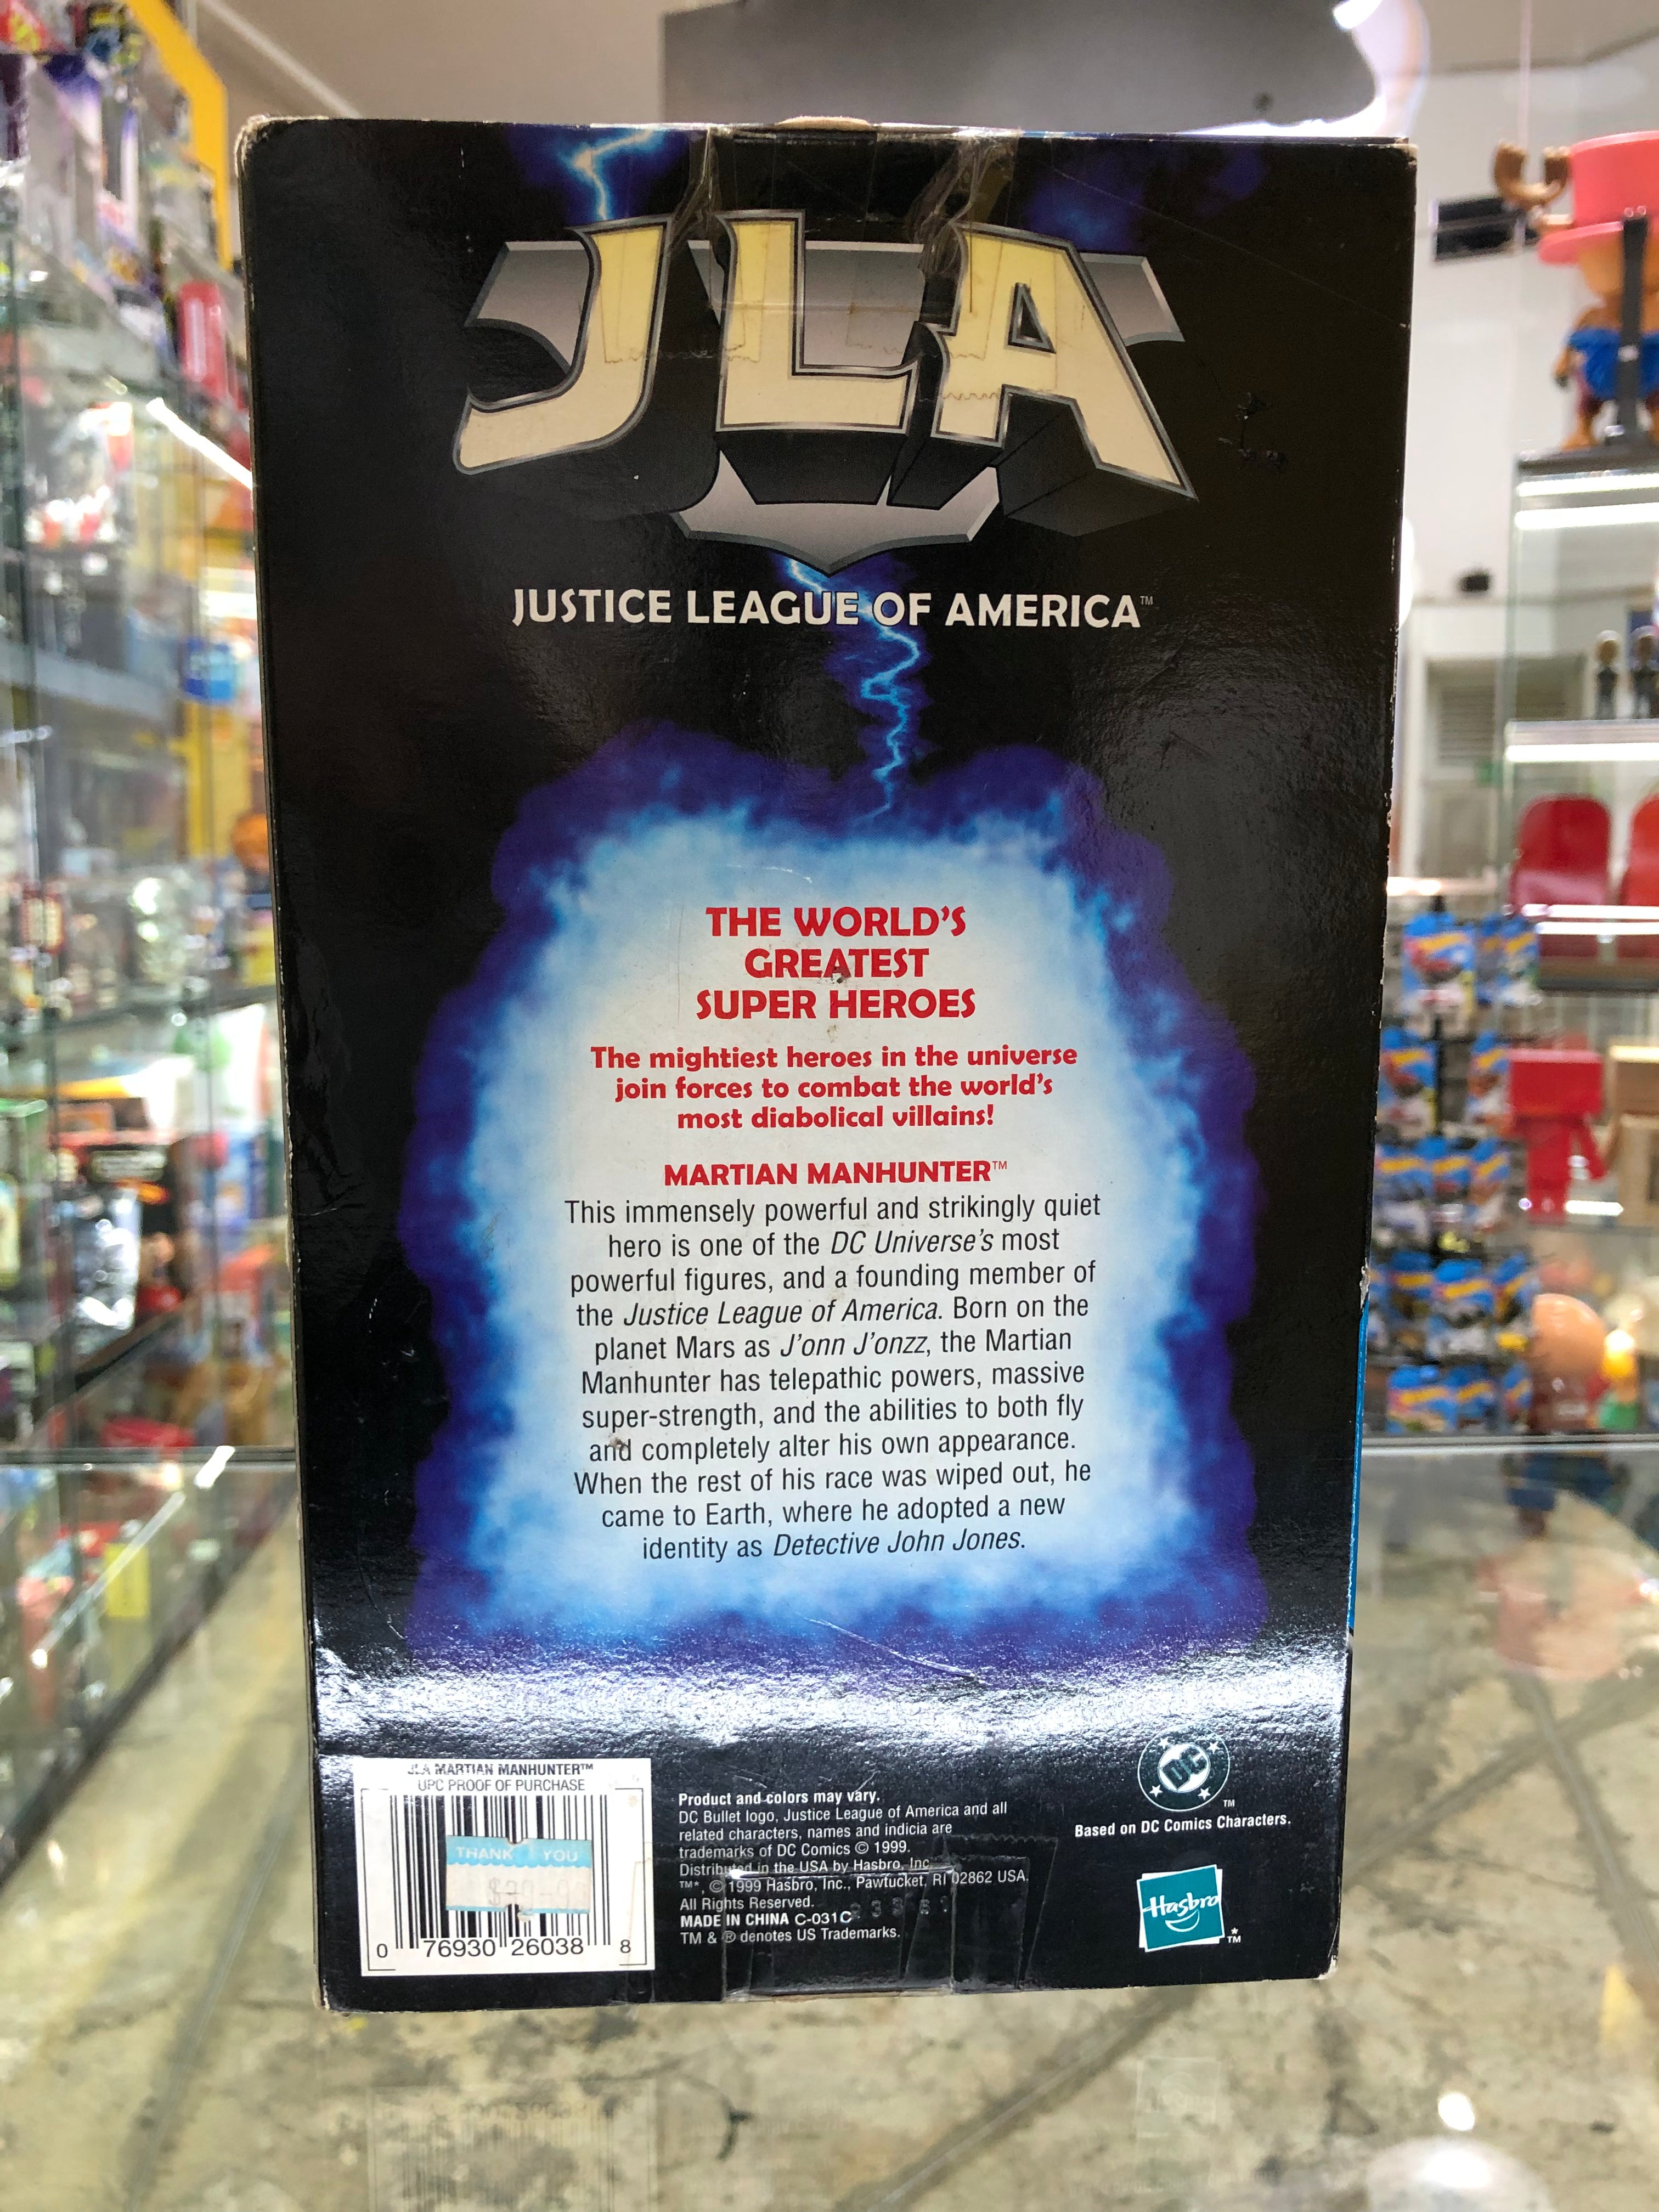 JLA
JUSTICE LEAGUE OF AMERICA™
THE WORLD'S
GREATEST
SUPER HEROES
The mightiest heroes in the universe
join forces to combat the world's
most diabolical villains!
MARTIAN MANHUNTER™
This immensely powerful and strikingly quiet
hero is one of the DC Universe's most
powerful figures, and a founding member of
the Justice League of America. Born on the
planet Mars as J'onn J'onzz, the Martian
Manhunter has telepathic powers, massive
super-strength, and the abilities to both fly
and completely alter his own appearance.
When the rest of his race was wiped out, he
came to Earth, where he adopted a new
identity as Detective John Jones.
JLA MARTIAN MANHUNTER™
UPC PROOF OF PURCHASE
THANK YOU
0 76930 26038 8
Product and colors may vary.
DC Bullet logo, Justice League of America and all
related characters, names and indicia are
trademarks of DC Comics © 1999.
Distributed in the USA by Hasbro, Inc.
™*, © 1999 Hasbro, Inc., Pawtucket, RI 02862 USA.
All Rights Reserved.
MADE IN CHINA C-031C
TM & ® denotes US Trademarks.
DC
TM
Based on DC Comics Characters.
Hasbro
*
TM